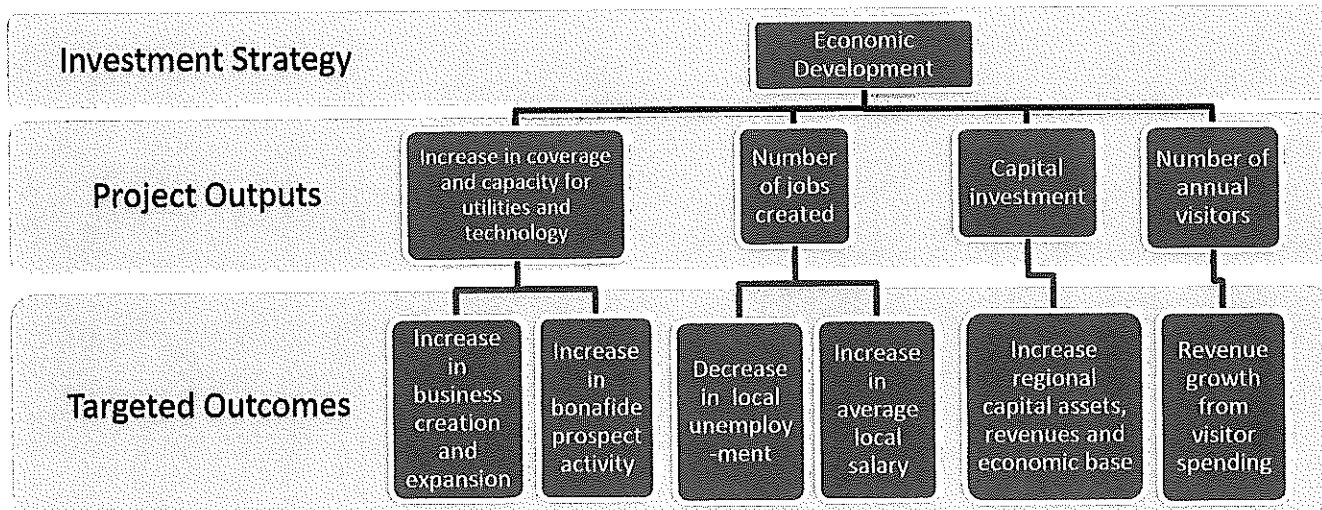 Investment Strategy
Economic
Development
Project Outputs
Increase in coverage
and capacity for
utilities and
technology
Number
of jobs
created
Capital
investment
Number of
annual
visitors
Targeted Outcomes
Increase
in
business
creation
and
expansion
Increase
in
bonafide
prospect
activity
Decrease
in local
unemploy
-ment
Increase
in
average
local
salary
Increase
regional
capital assets,
revenues and
economic base
Revenue
growth
from
visitor
spending